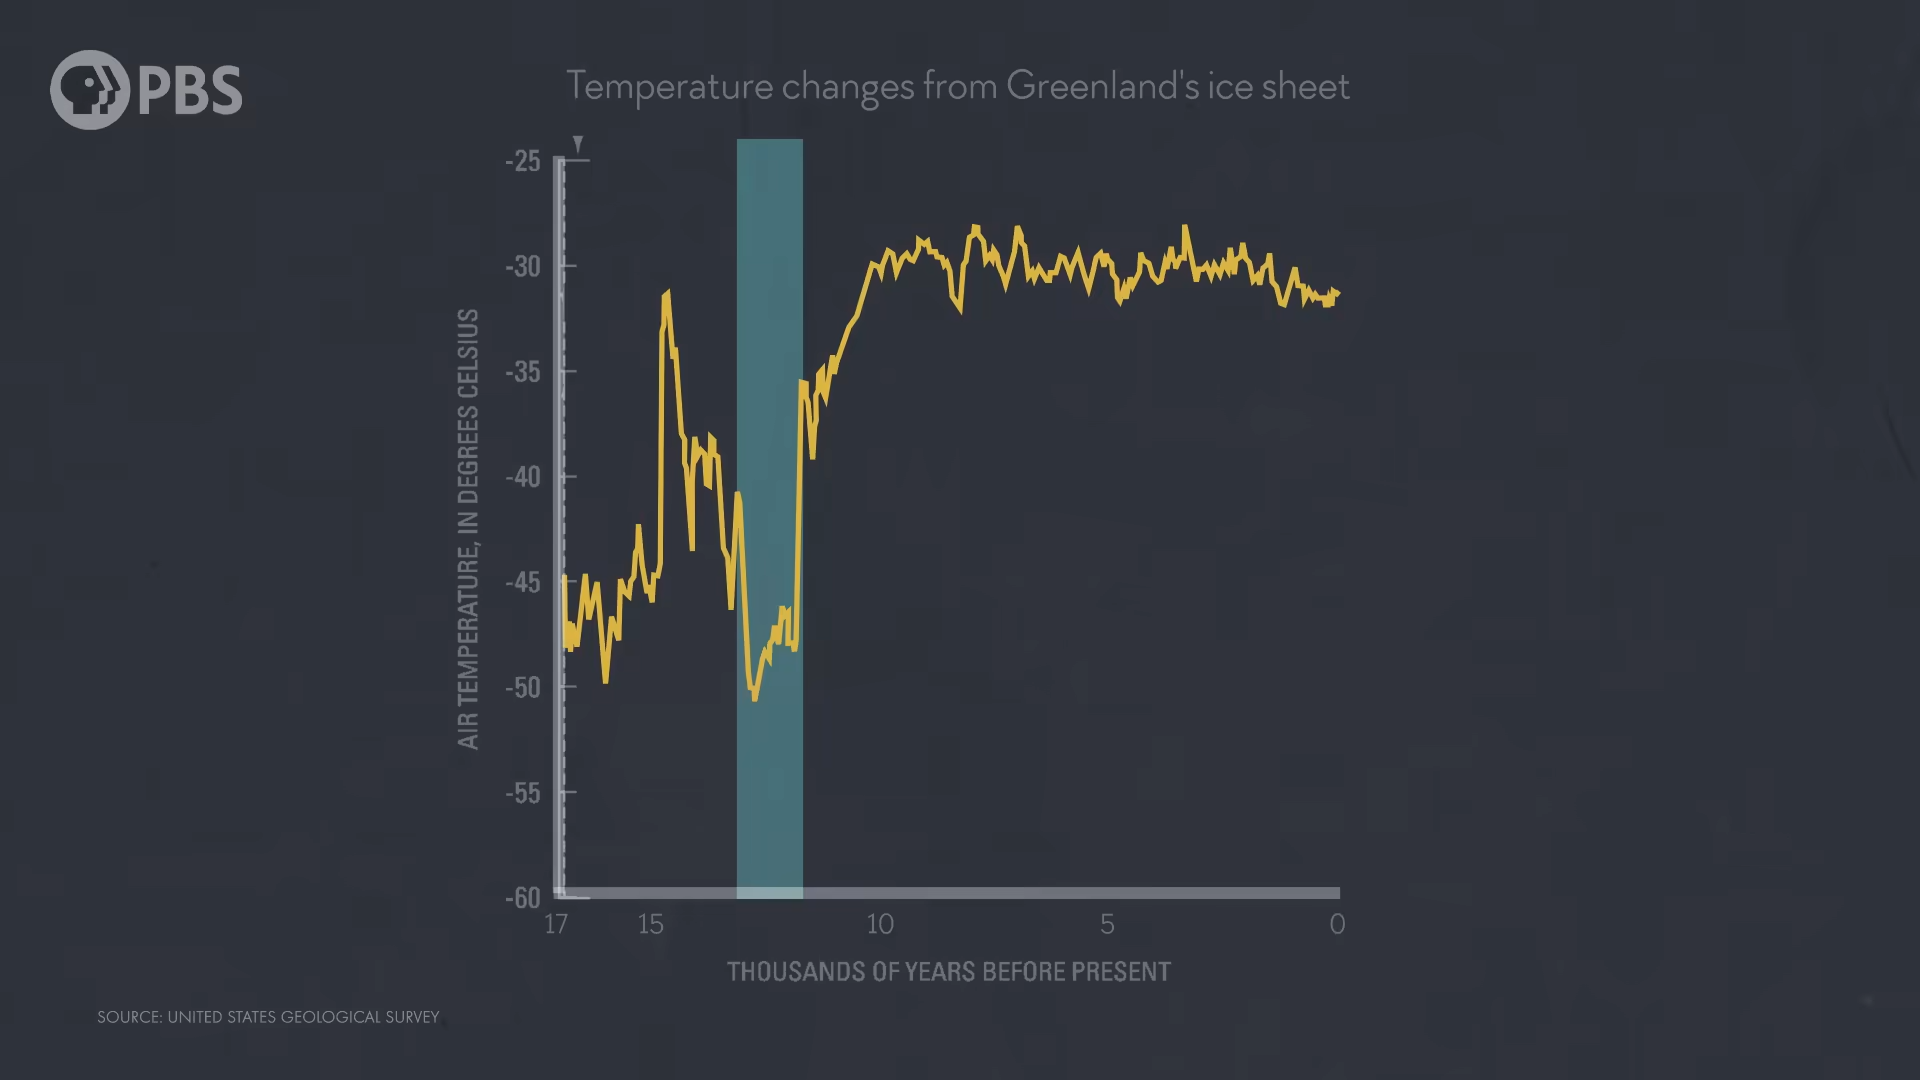 PBS
Temperature changes from Greenland's ice sheet
-25
-30
-35
-40
-45
-50
-55
-60
AIR TEMPERATURE, IN DEGREES CELSIUS
17 15 10 5 0
THOUSANDS OF YEARS BEFORE PRESENT
SOURCE: UNITED STATES GEOLOGICAL SURVEY